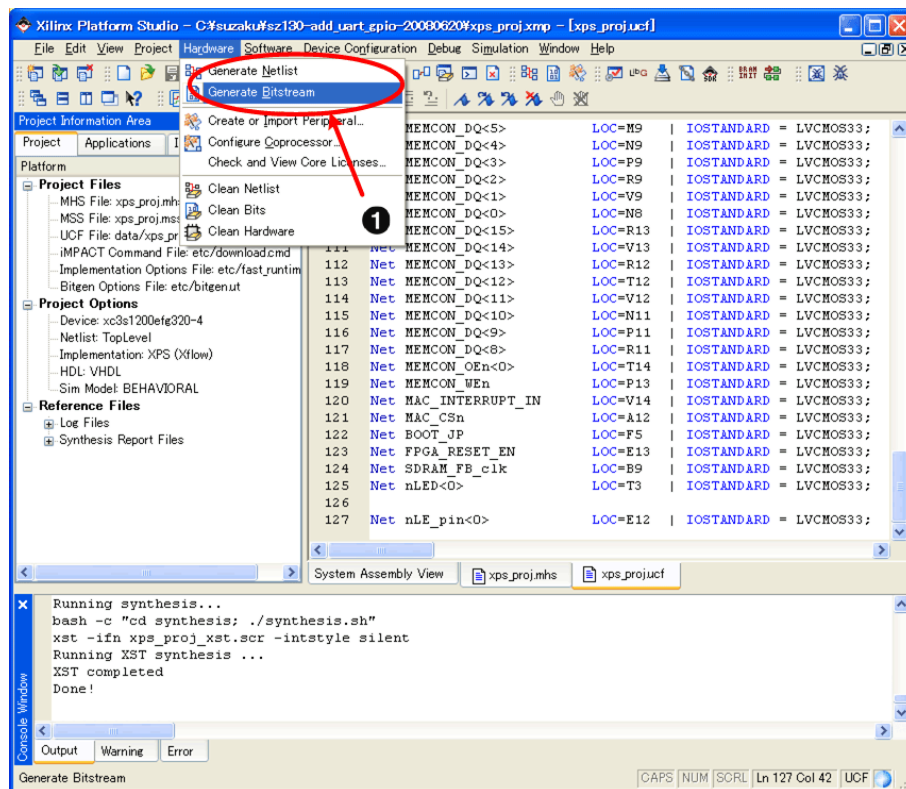 Xilinx Platform Studio - C:¥suzaku¥sz130-add_uart_gpio-20080620¥xps_proj.xmp - [xps_proj.ucf]
File Edit View Project Hardware Software Device Configuration Debug Simulation Window Help
Generate Netlist
Generate Bitstream
Create or Import Peripheral...
Configure Coprocessor...
Check and View Core Licenses...
Clean Netlist
Clean Bits
Clean Hardware
1
Project Information Area
Project Applications I
Platform
Project Files
MHS File: xps_proj.mh
MSS File: xps_proj.mss
UCF File: data/xps_pr
iMPACT Command File: etc/download.cmd
Implementation Options File: etc/fast_runtim
Bitgen Options File: etc/bitgen.ut
Project Options
Device: xc3s1200efg320-4
Netlist: TopLevel
Implementation: XPS (Xflow)
HDL: VHDL
Sim Model: BEHAVIORAL
Reference Files
Log Files
Synthesis Report Files
MEMCON_DQ<5> LOC=M9 | IOSTANDARD = LVCMOS33;
MEMCON_DQ<4> LOC=N9 | IOSTANDARD = LVCMOS33;
MEMCON_DQ<3> LOC=P9 | IOSTANDARD = LVCMOS33;
MEMCON_DQ<2> LOC=R9 | IOSTANDARD = LVCMOS33;
MEMCON_DQ<1> LOC=V9 | IOSTANDARD = LVCMOS33;
MEMCON_DQ<0> LOC=N8 | IOSTANDARD = LVCMOS33;
MEMCON_DQ<15> LOC=R13 | IOSTANDARD = LVCMOS33;
111 Net MEMCON_DQ<14> LOC=V13 | IOSTANDARD = LVCMOS33;
112 Net MEMCON_DQ<13> LOC=R12 | IOSTANDARD = LVCMOS33;
113 Net MEMCON_DQ<12> LOC=T12 | IOSTANDARD = LVCMOS33;
114 Net MEMCON_DQ<11> LOC=V12 | IOSTANDARD = LVCMOS33;
115 Net MEMCON_DQ<10> LOC=N11 | IOSTANDARD = LVCMOS33;
116 Net MEMCON_DQ<9> LOC=P11 | IOSTANDARD = LVCMOS33;
117 Net MEMCON_DQ<8> LOC=R11 | IOSTANDARD = LVCMOS33;
118 Net MEMCON_OEn<0> LOC=T14 | IOSTANDARD = LVCMOS33;
119 Net MEMCON_WEn LOC=P13 | IOSTANDARD = LVCMOS33;
120 Net MAC_INTERRUPT_IN LOC=V14 | IOSTANDARD = LVCMOS33;
121 Net MAC_CSn LOC=A12 | IOSTANDARD = LVCMOS33;
122 Net BOOT_JP LOC=F5 | IOSTANDARD = LVCMOS33;
123 Net FPGA_RESET_EN LOC=E13 | IOSTANDARD = LVCMOS33;
124 Net SDRAM_FB_clk LOC=B9 | IOSTANDARD = LVCMOS33;
125 Net nLED<0> LOC=T3 | IOSTANDARD = LVCMOS33;
126
127 Net nLE_pin<0> LOC=E12 | IOSTANDARD = LVCMOS33;
System Assembly View xps_proj.mhs xps_proj.ucf
Running synthesis...
bash -c "cd synthesis; ./synthesis.sh"
xst -ifn xps_proj_xst.scr -intstyle silent
Running XST synthesis ...
XST completed
Done!
Console Window
Output Warning Error
Generate Bitstream CAPS NUM SCRL Ln 127 Col 42 UCF